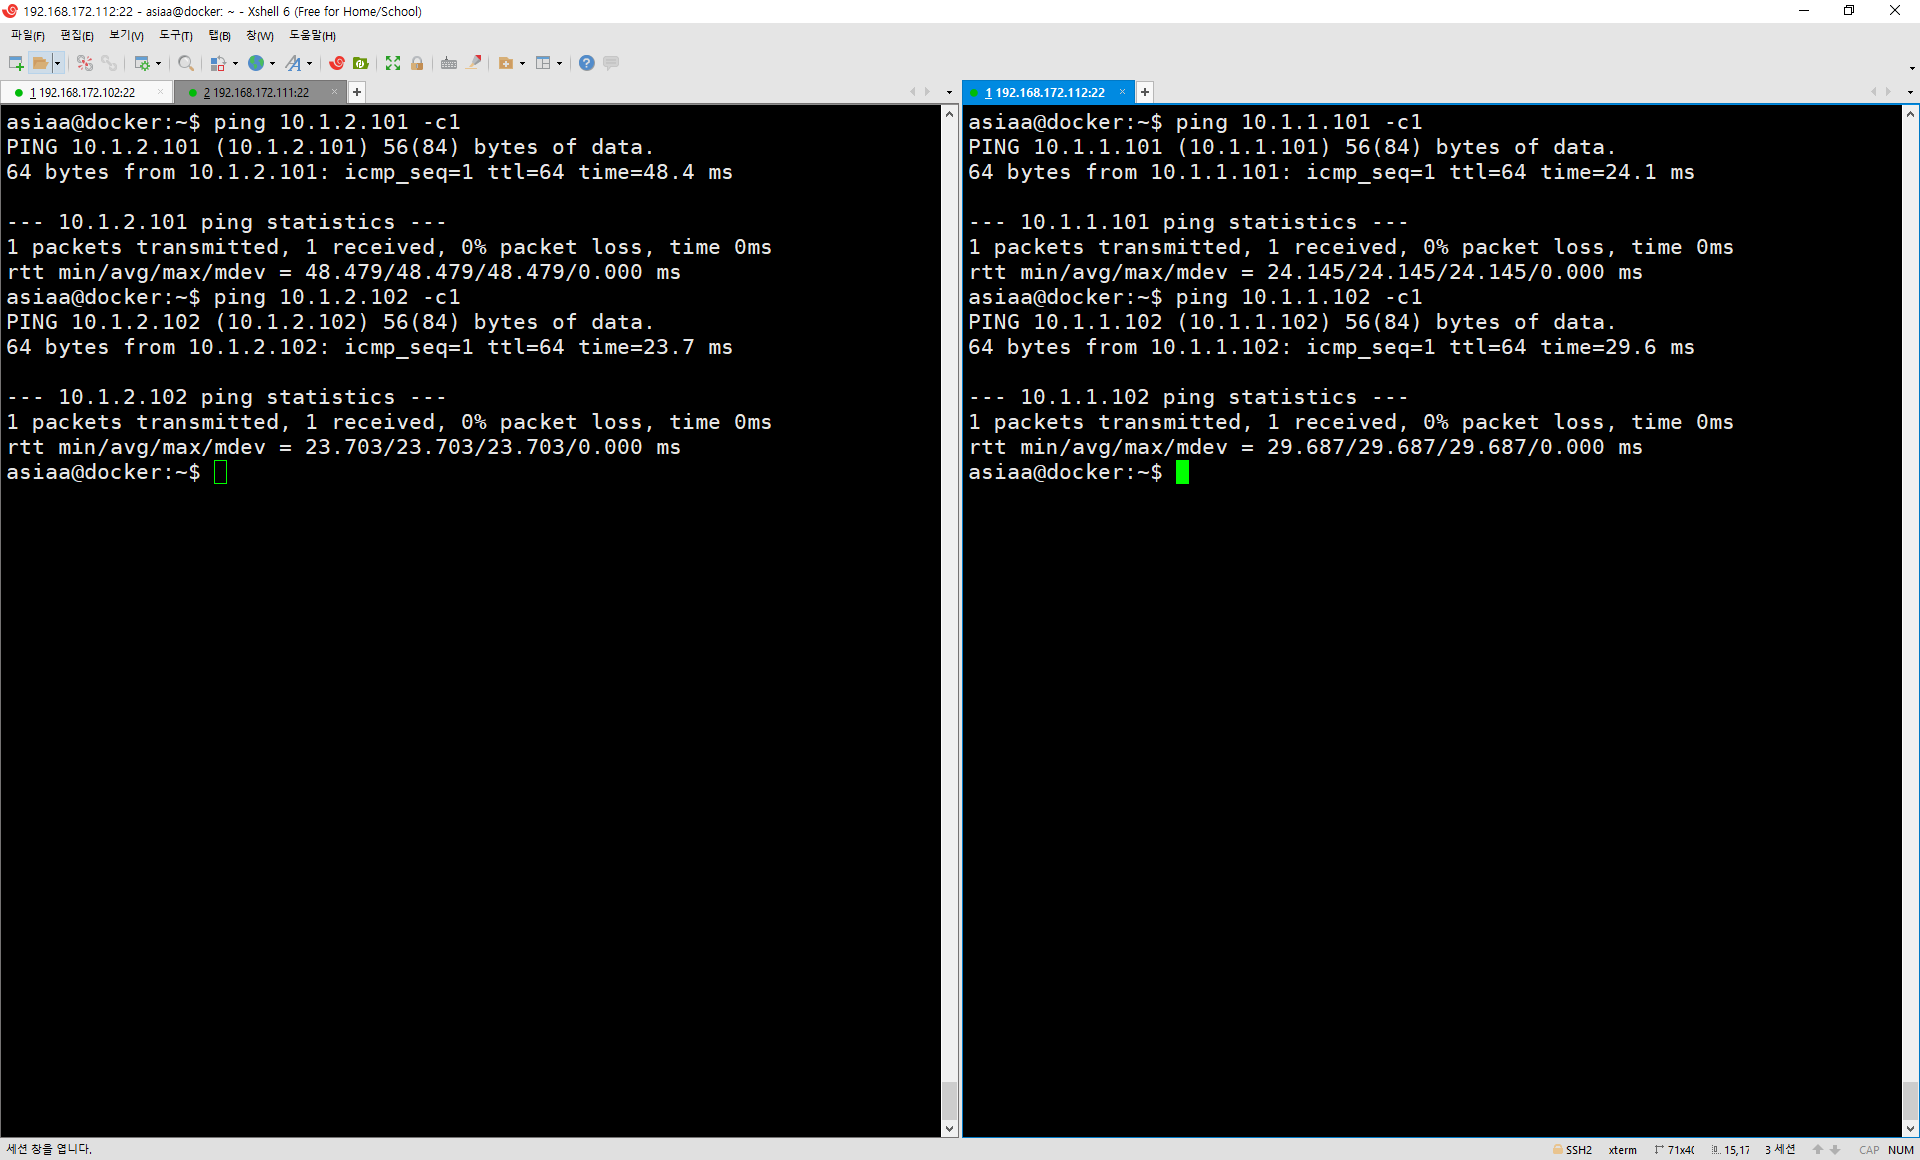 192.168.172.112:22 - asiaa@docker: ~ - Xshell 6 (Free for Home/School)
파일(F) 편집(E) 보기(V) 도구(T) 탭(B) 창(W) 도움말(H)
1 192.168.172.102:22
2 192.168.172.111:22
asiaa@docker:~$ ping 10.1.2.101 -c1
PING 10.1.2.101 (10.1.2.101) 56(84) bytes of data.
64 bytes from 10.1.2.101: icmp_seq=1 ttl=64 time=48.4 ms
--- 10.1.2.101 ping statistics ---
1 packets transmitted, 1 received, 0% packet loss, time 0ms
rtt min/avg/max/mdev = 48.479/48.479/48.479/0.000 ms
asiaa@docker:~$ ping 10.1.2.102 -c1
PING 10.1.2.102 (10.1.2.102) 56(84) bytes of data.
64 bytes from 10.1.2.102: icmp_seq=1 ttl=64 time=23.7 ms
--- 10.1.2.102 ping statistics ---
1 packets transmitted, 1 received, 0% packet loss, time 0ms
rtt min/avg/max/mdev = 23.703/23.703/23.703/0.000 ms
asiaa@docker:~$
1 192.168.172.112:22
asiaa@docker:~$ ping 10.1.1.101 -c1
PING 10.1.1.101 (10.1.1.101) 56(84) bytes of data.
64 bytes from 10.1.1.101: icmp_seq=1 ttl=64 time=24.1 ms
--- 10.1.1.101 ping statistics ---
1 packets transmitted, 1 received, 0% packet loss, time 0ms
rtt min/avg/max/mdev = 24.145/24.145/24.145/0.000 ms
asiaa@docker:~$ ping 10.1.1.102 -c1
PING 10.1.1.102 (10.1.1.102) 56(84) bytes of data.
64 bytes from 10.1.1.102: icmp_seq=1 ttl=64 time=29.6 ms
--- 10.1.1.102 ping statistics ---
1 packets transmitted, 1 received, 0% packet loss, time 0ms
rtt min/avg/max/mdev = 29.687/29.687/29.687/0.000 ms
asiaa@docker:~$
세션 창을 엽니다.
SSH2 xterm 71x40 15,17 3 세션 CAP NUM